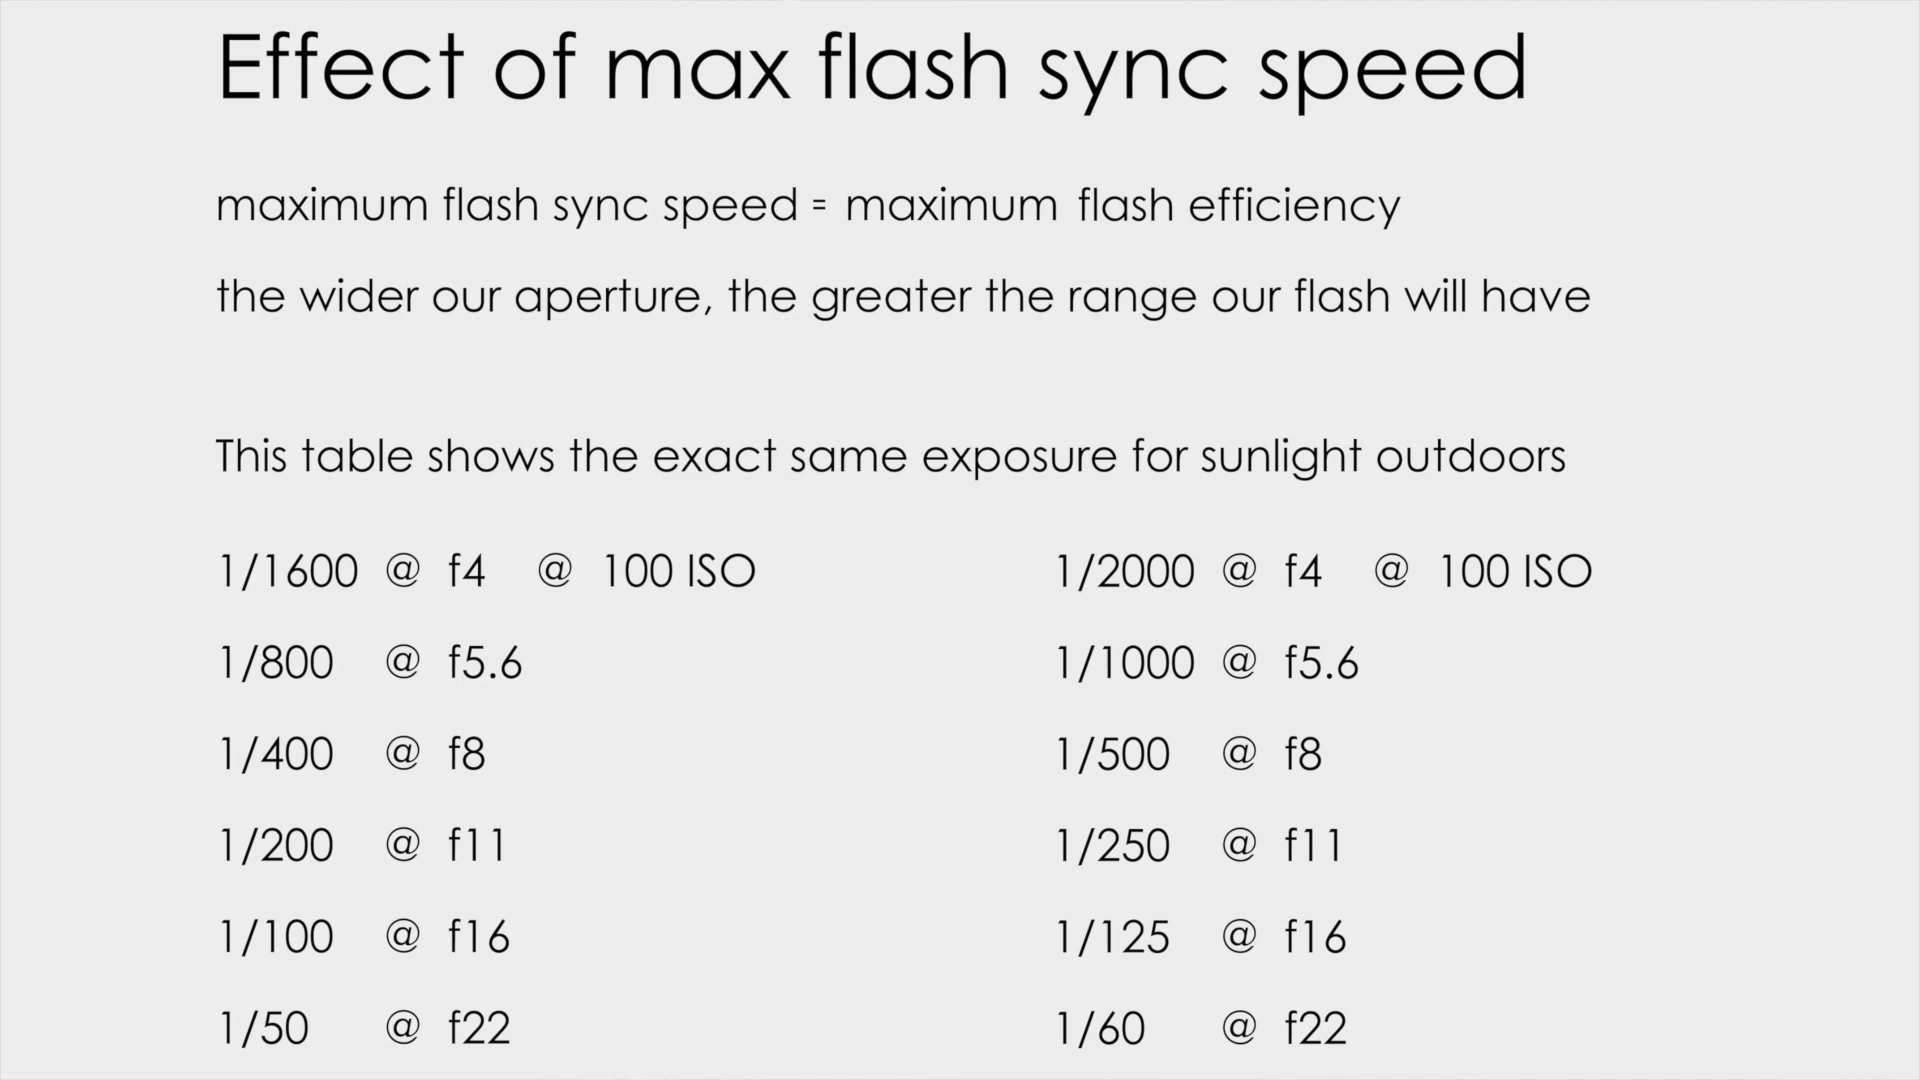 Effect of max flash sync speed
maximum flash sync speed = maximum flash efficiency
the wider our aperture, the greater the range our flash will have
This table shows the exact same exposure for sunlight outdoors
1/1600 @ f4 @ 100 ISO 1/2000 @ f4 @ 100 ISO
1/800 @ f5.6 1/1000 @ f5.6
1/400 @ f8 1/500 @ f8
1/200 @ f11 1/250 @ f11
1/100 @ f16 1/125 @ f16
1/50 @ f22 1/60 @ f22